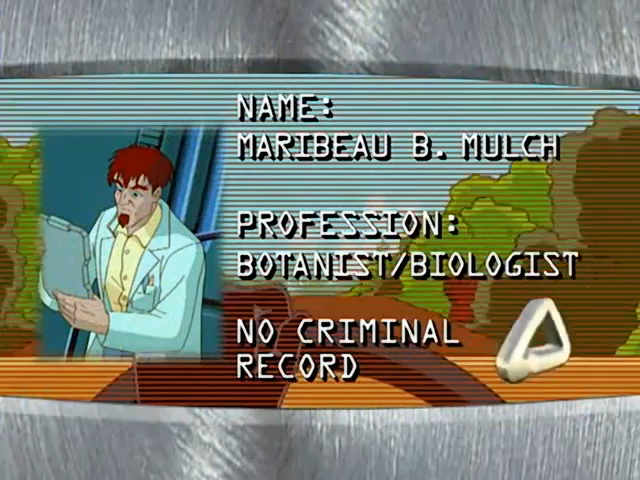 NAME:
MARIBEAU B. MULCH
PROFESSION:
BOTANIST/BIOLOGIST
NO CRIMINAL
RECORD